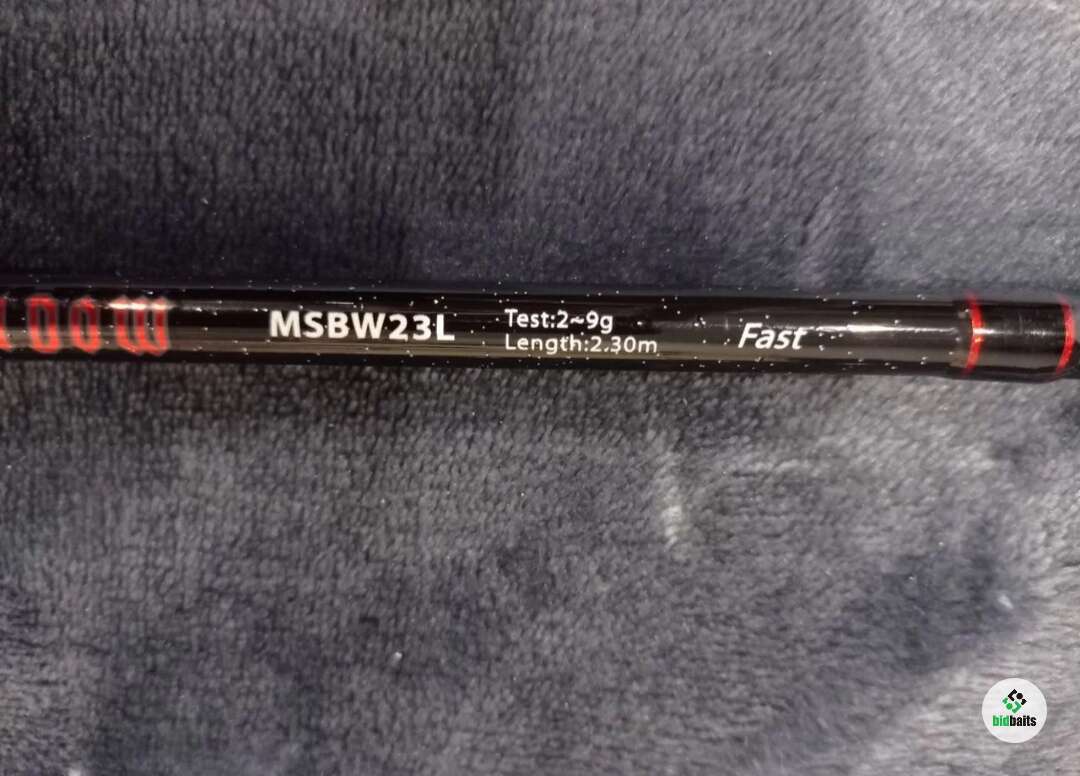 MSBW23L
Test:2~9g
Length:2.30m
Fast
bidbaits